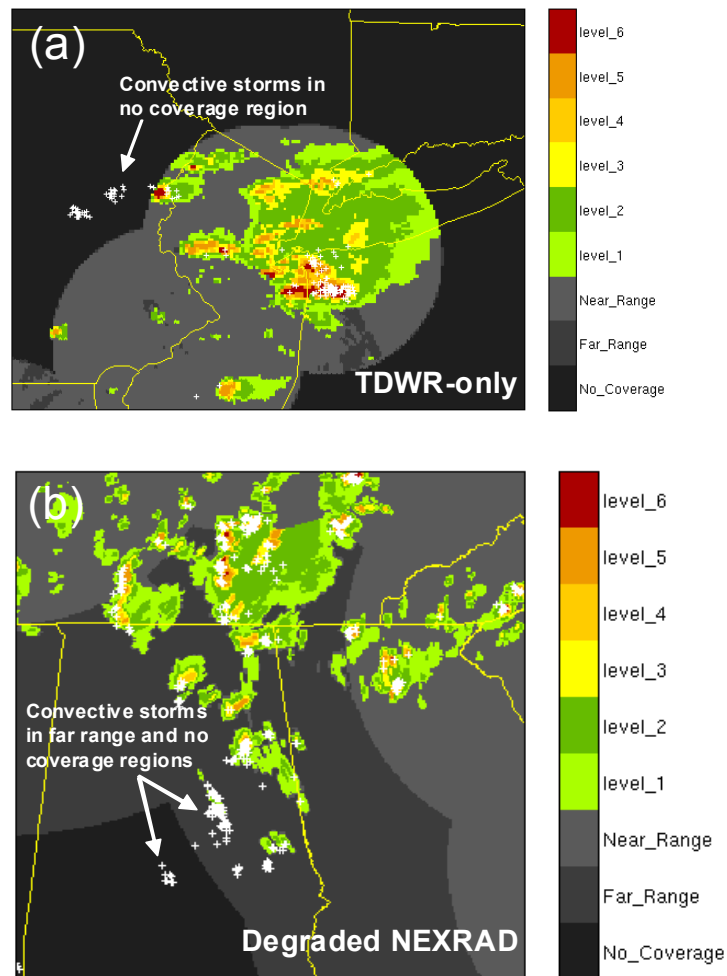 (a)
Convective storms in
no coverage region
TDWR-only
level_6
level_5
level_4
level_3
level_2
level_1
Near_Range
Far_Range
No_Coverage
(b)
Convective storms
in far range and no
coverage regions
Degraded NEXRAD
level_6
level_5
level_4
level_3
level_2
level_1
Near_Range
Far_Range
No_Coverage